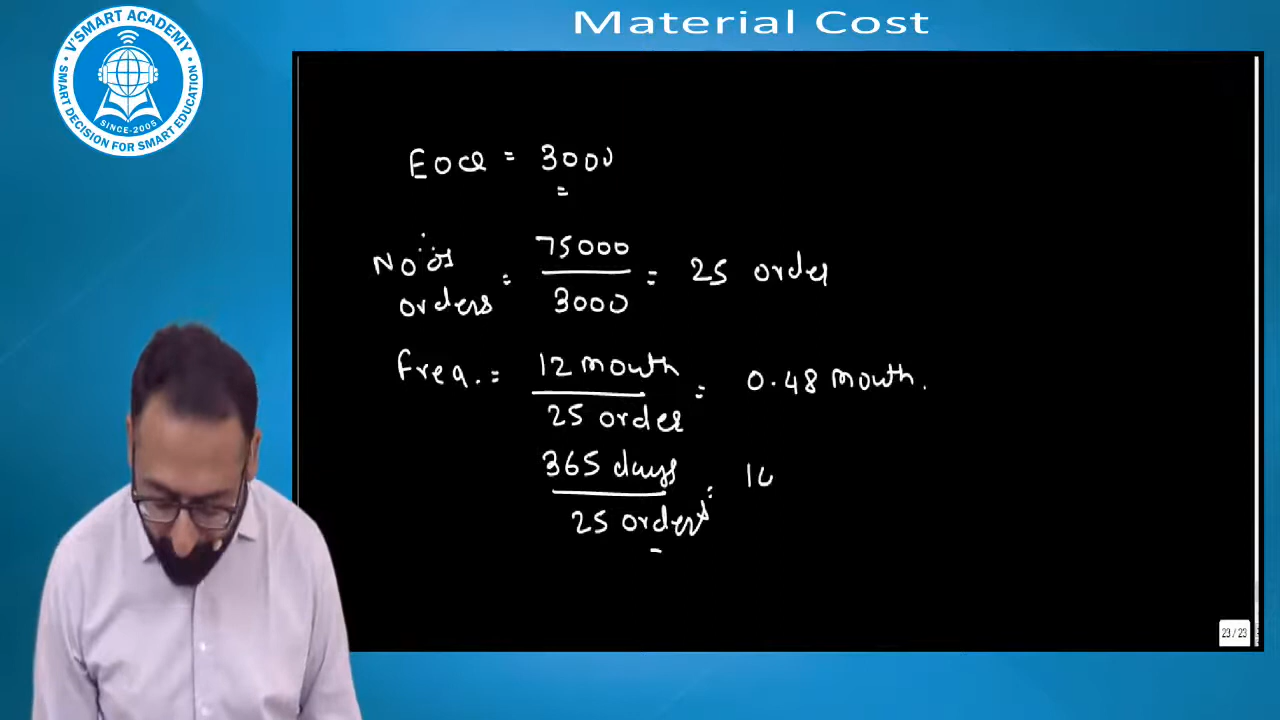 Material Cost
V'SMART ACADEMY
SINCE-2005
SMART DECISION FOR SMART EDUCATION
EOQ = 3000
=
∴ No of orders = 75000 / 3000 = 25 order
Freq. = 12 month / 25 order = 0.48 month.
365 days / 25 orders =
23 / 23